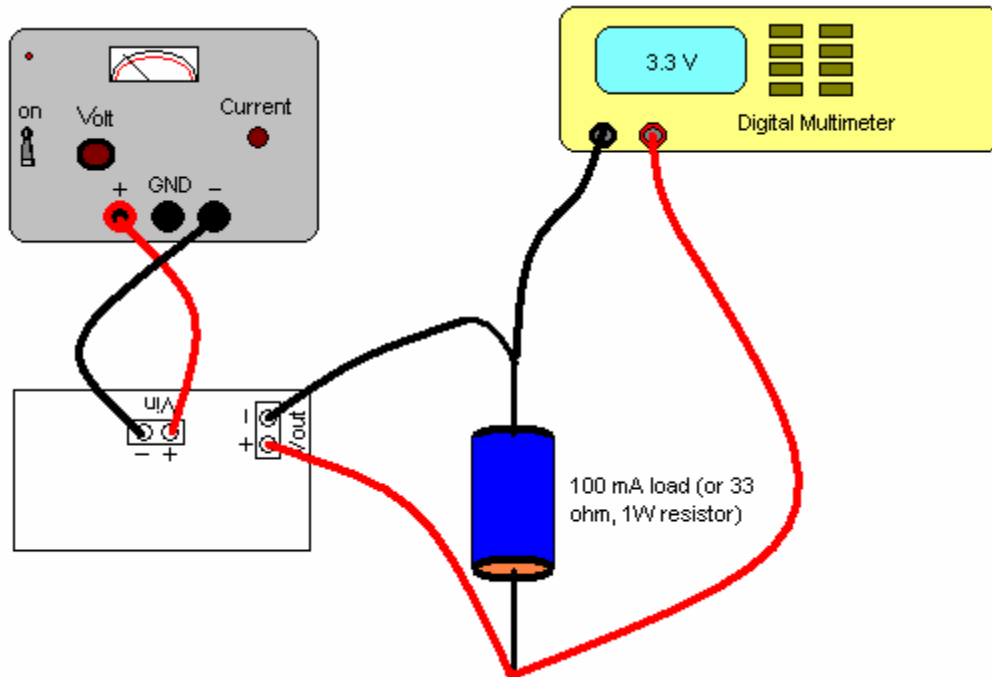 3.3 V
Digital Multimeter
on
Volt
Current
+ GND −
Vin
− +
−
+
Vout
100 mA load (or 33
ohm, 1W resistor)